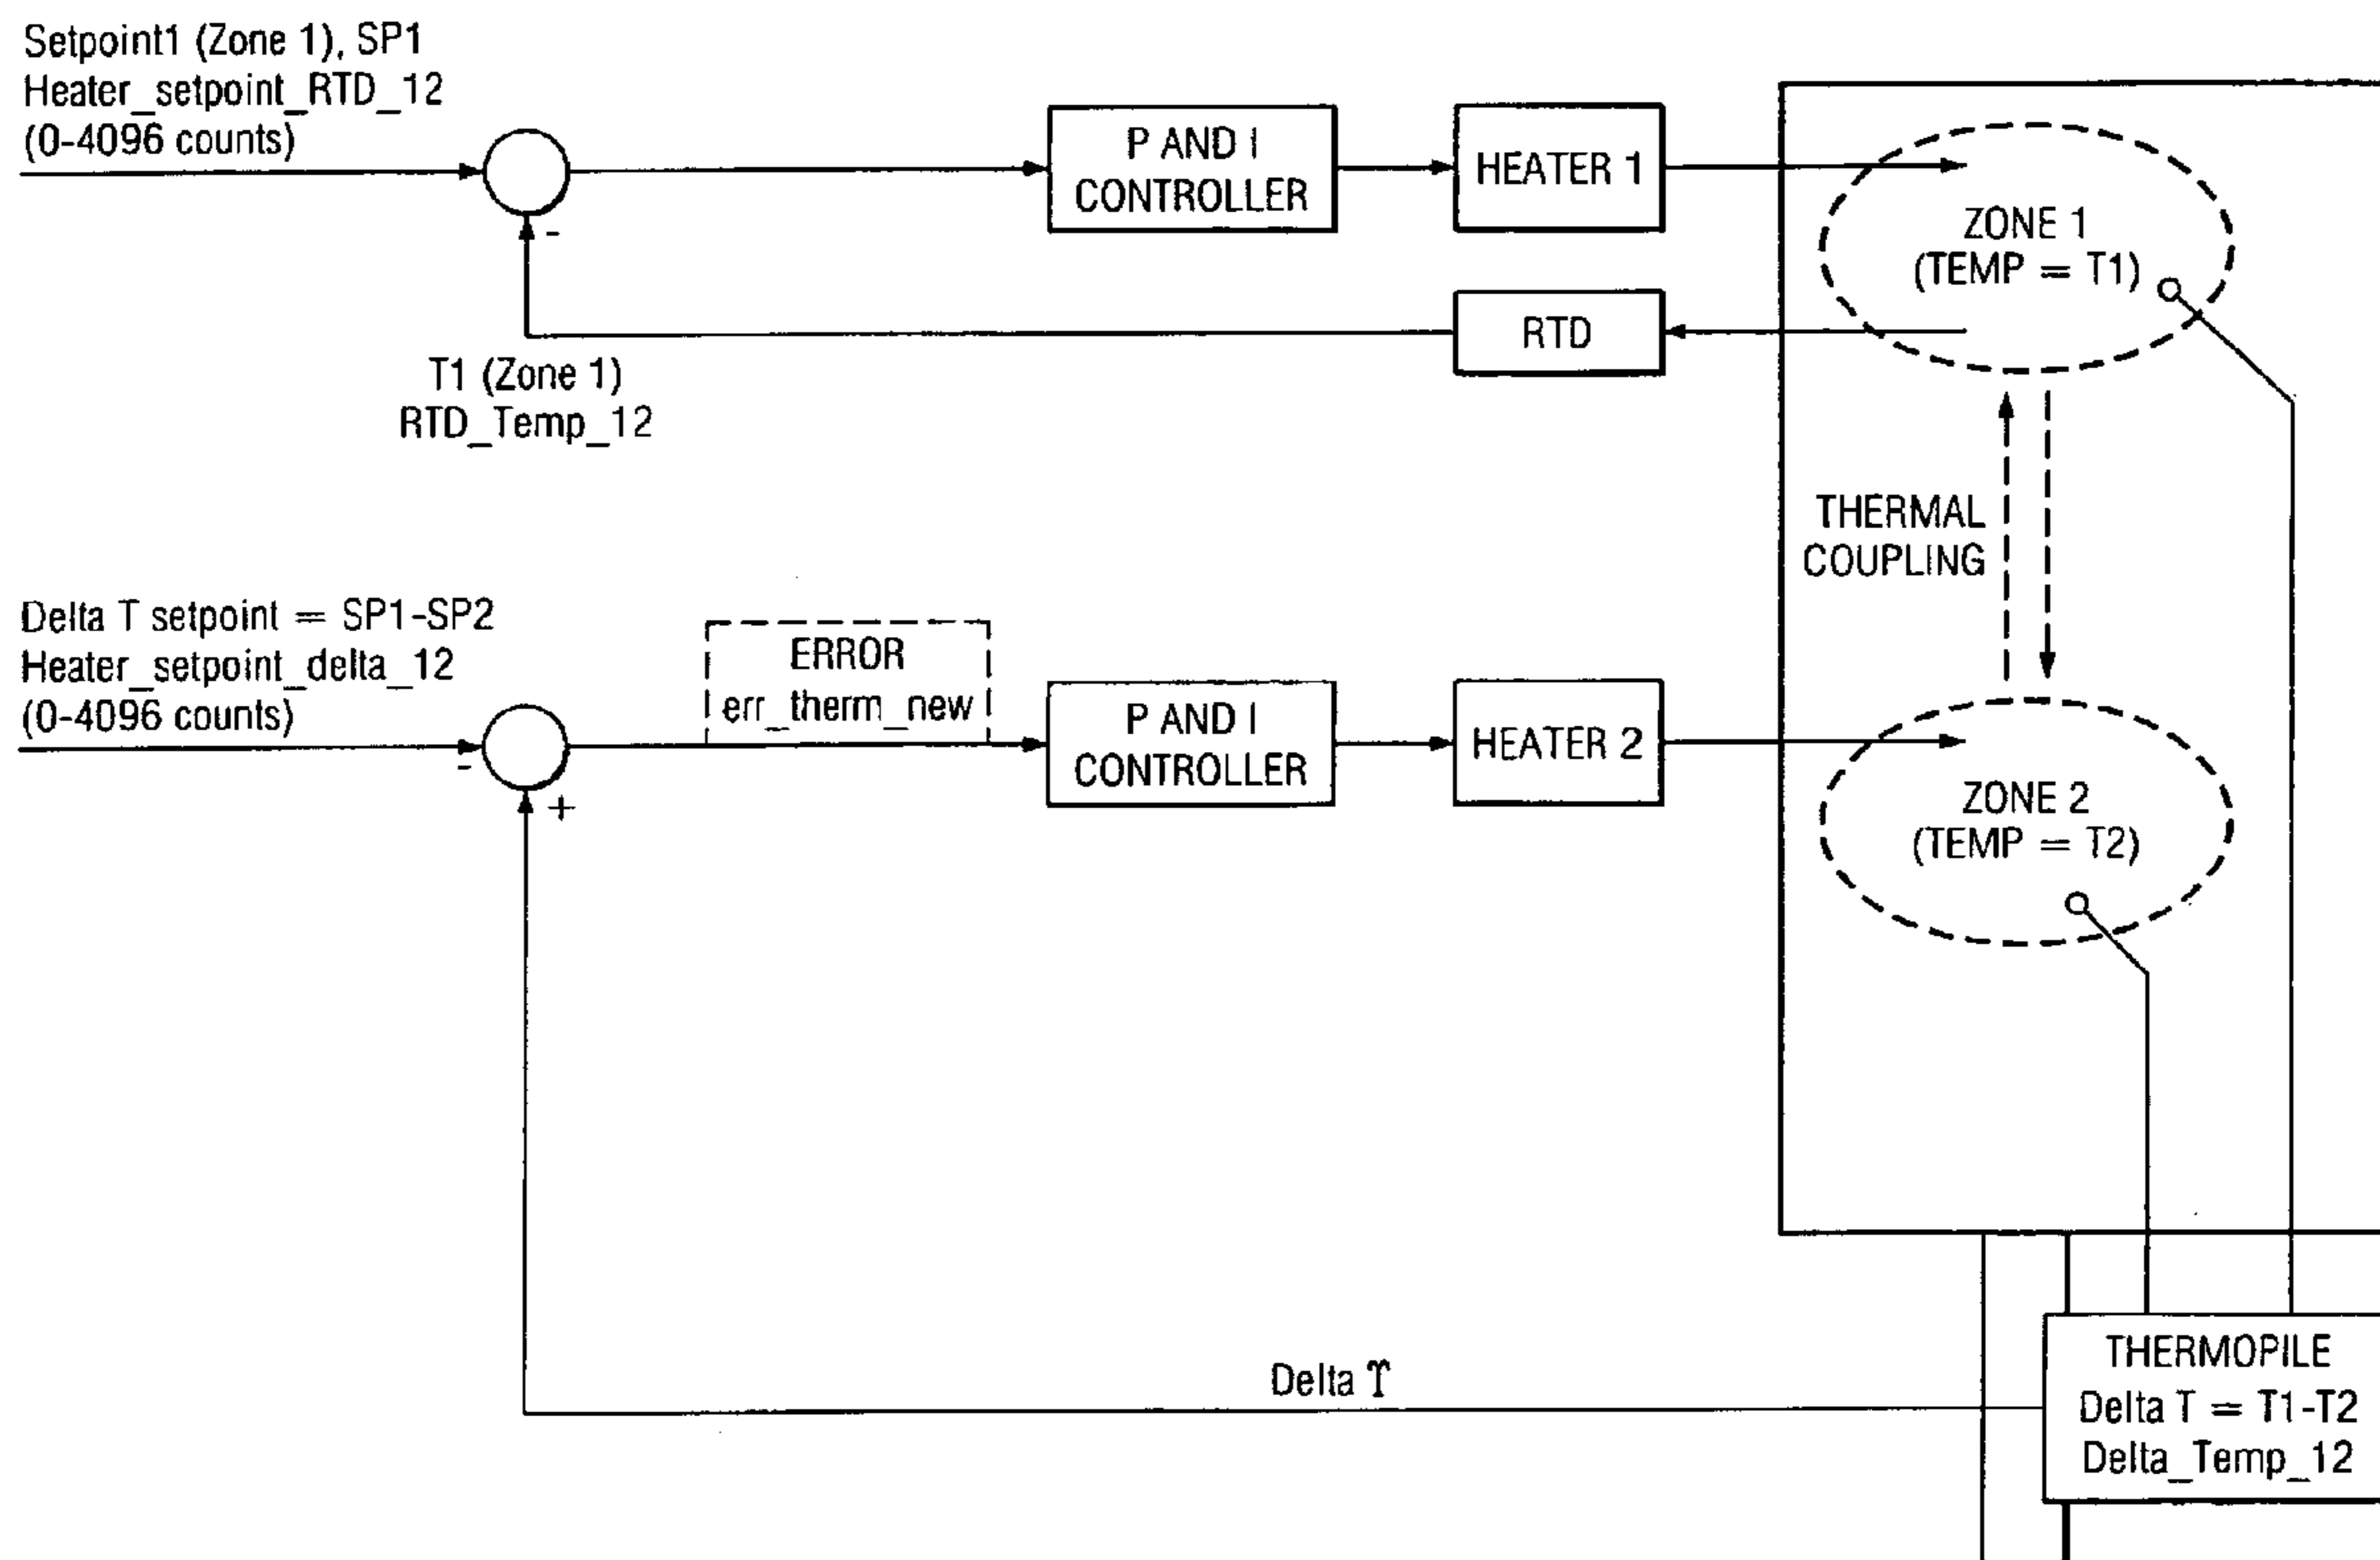 Setpoint1 (Zone 1), SP1
Heater_setpoint_RTD_12
(0-4096 counts)
-
P AND I
CONTROLLER
HEATER 1
RTD
T1 (Zone 1)
RTD_Temp_12
ZONE 1
(TEMP = T1)
THERMAL
COUPLING
Delta T setpoint = SP1-SP2
Heater_setpoint_delta_12
(0-4096 counts)
-
+
ERROR
err_therm_new
P AND I
CONTROLLER
HEATER 2
ZONE 2
(TEMP = T2)
Delta T
THERMOPILE
Delta T = T1-T2
Delta_Temp_12